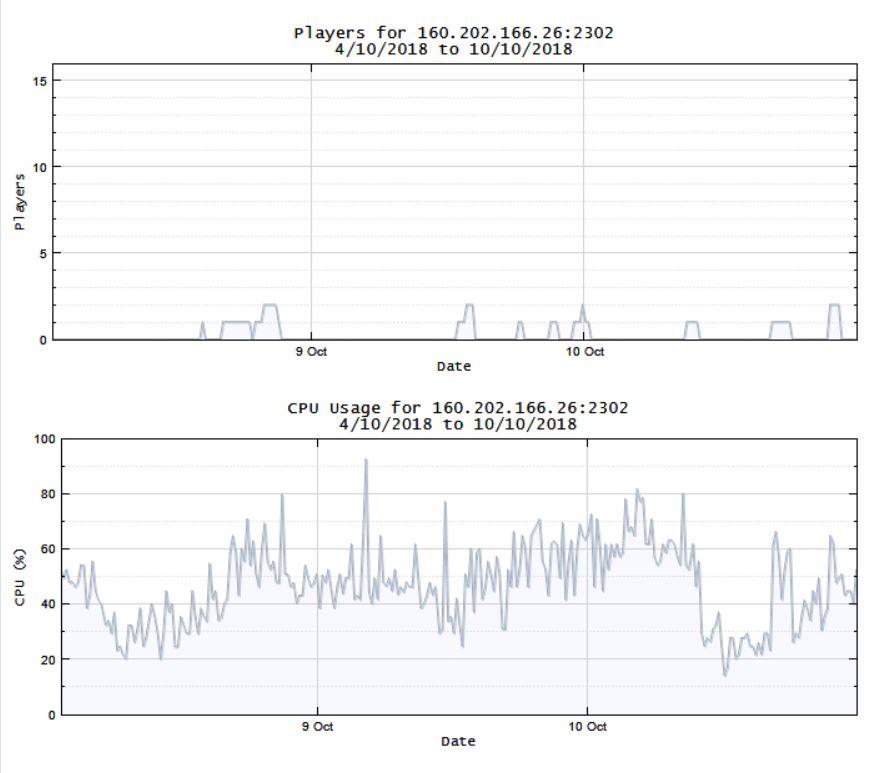 Players for 160.202.166.26:2302
4/10/2018 to 10/10/2018
15
10
5
0
Players
9 Oct
10 Oct
Date
CPU Usage for 160.202.166.26:2302
4/10/2018 to 10/10/2018
100
80
60
40
20
0
CPU (%)
9 Oct
10 Oct
Date